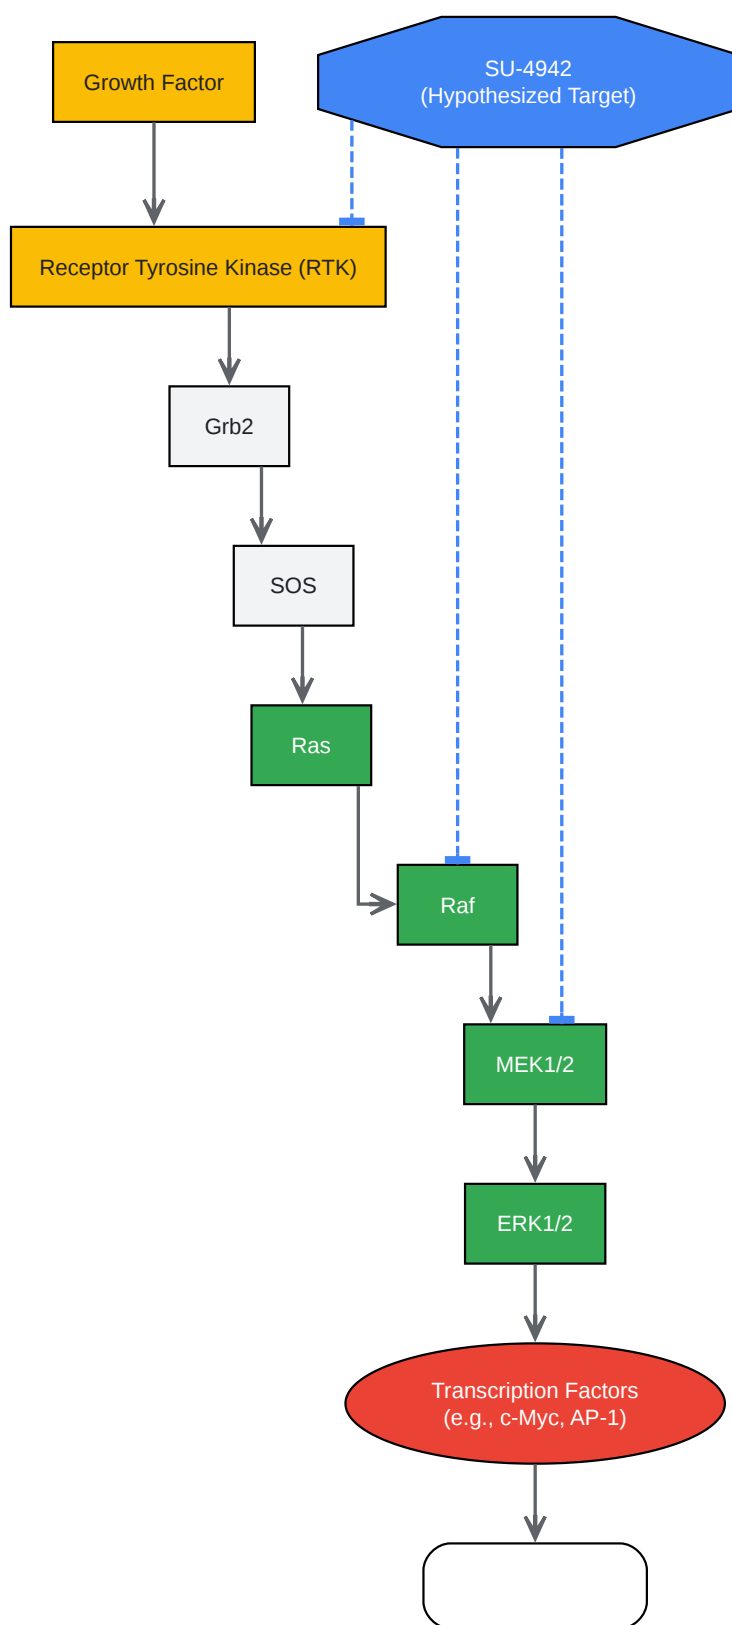 Growth Factor
SU-4942
(Hypothesized Target)
Receptor Tyrosine Kinase (RTK)
Grb2
SOS
Ras
Raf
MEK1/2
ERK1/2
Transcription Factors
(e.g., c-Myc, AP-1)